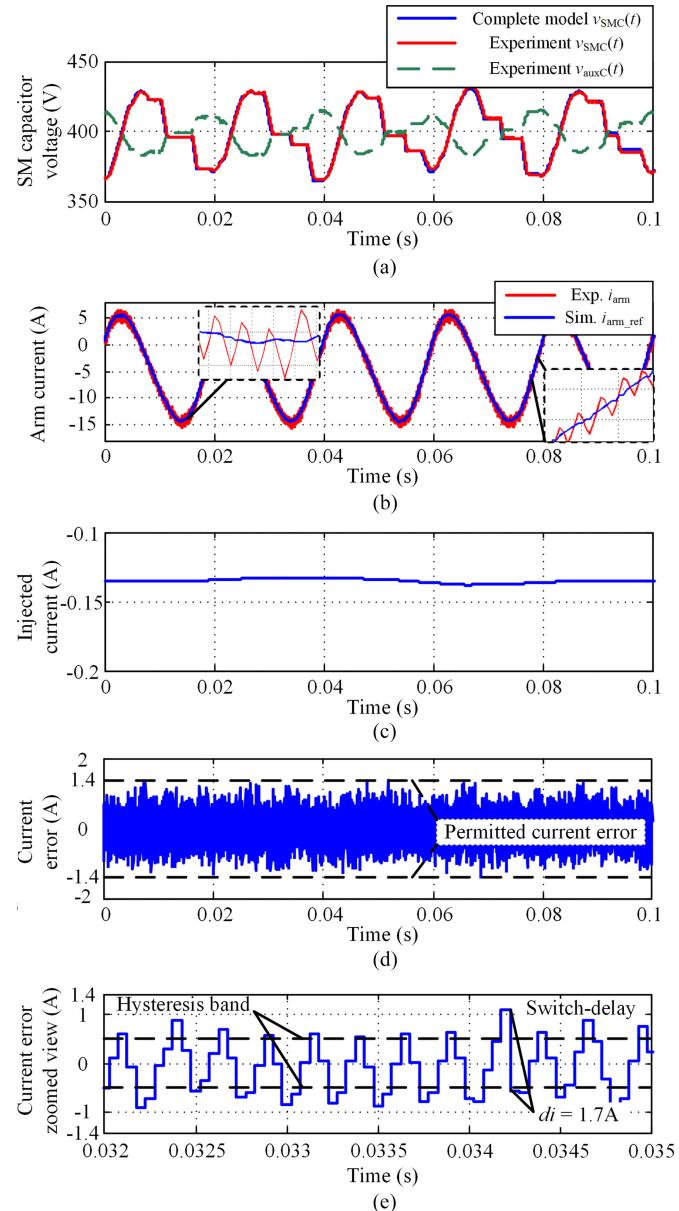 Complete model vSMC(t)
Experiment vSMC(t)
Experiment vauxC(t)
SM capacitor
voltage (V)
450
400
350
0 0.02 0.04 0.06 0.08 0.1
Time (s)
(a)
Exp. iarm
Sim. iarm_ref
Arm current (A)
5
0
-5
-10
-15
0 0.02 0.04 0.06 0.08 0.1
Time (s)
(b)
Injected
current (A)
-0.1
-0.15
-0.2
0 0.02 0.04 0.06 0.08 0.1
Time (s)
(c)
Current
error (A)
2
1.4
0
-1.4
-2
Permitted current error
0 0.02 0.04 0.06 0.08 0.1
Time (s)
(d)
Current error
zoomed view (A)
1.4
1
0
-1
-1.4
Hysteresis band
Switch-delay
di = 1.7A
0.032 0.0325 0.033 0.0335 0.034 0.0345 0.035
Time (s)
(e)